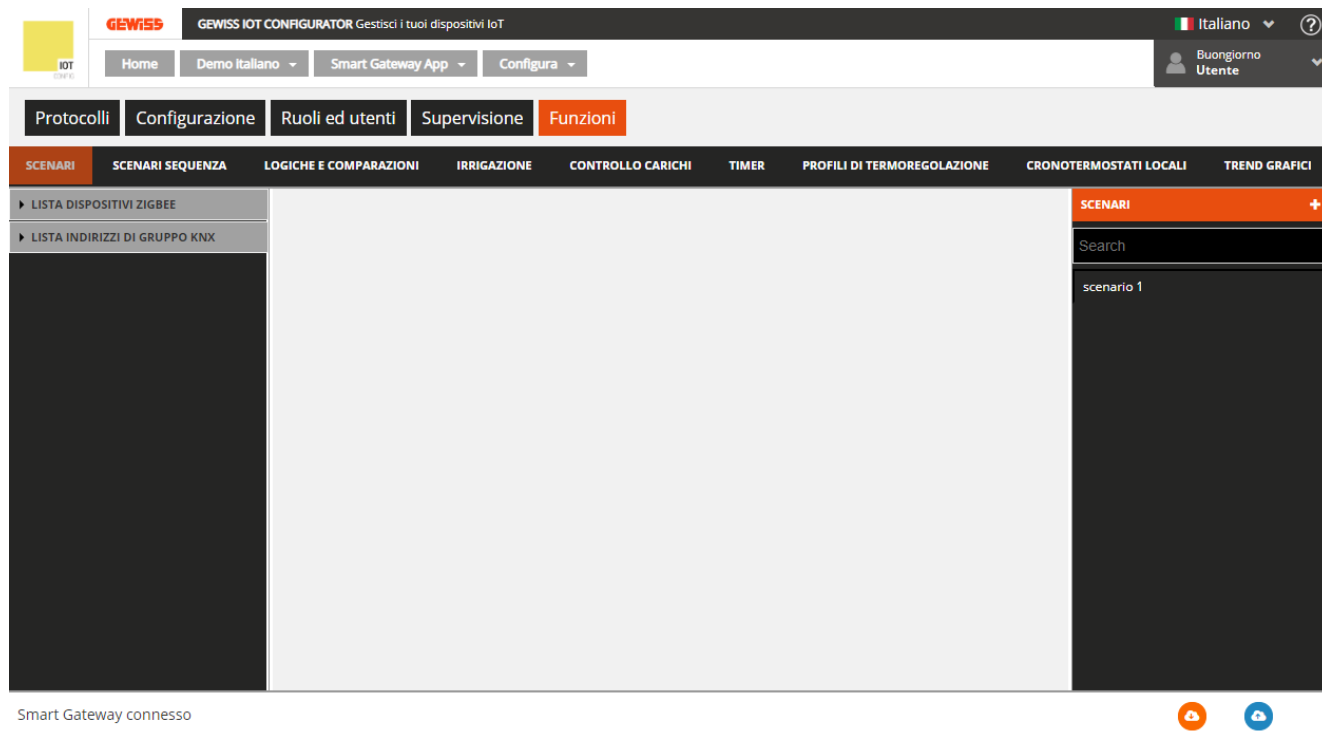 GEWISS GEWISS IOT CONFIGURATOR Gestisci i tuoi dispositivi IoT Italiano ?
IOT
CONFIG
Home Demo Italiano Smart Gateway App Configura
Buongiorno
Utente
Protocolli Configurazione Ruoli ed utenti Supervisione Funzioni
SCENARI SCENARI SEQUENZA LOGICHE E COMPARAZIONI IRRIGAZIONE CONTROLLO CARICHI TIMER PROFILI DI TERMOREGOLAZIONE CRONOTERMOSTATI LOCALI TREND GRAFICI
LISTA DISPOSITIVI ZIGBEE
LISTA INDIRIZZI DI GRUPPO KNX
SCENARI +
Search
scenario 1
Smart Gateway connesso